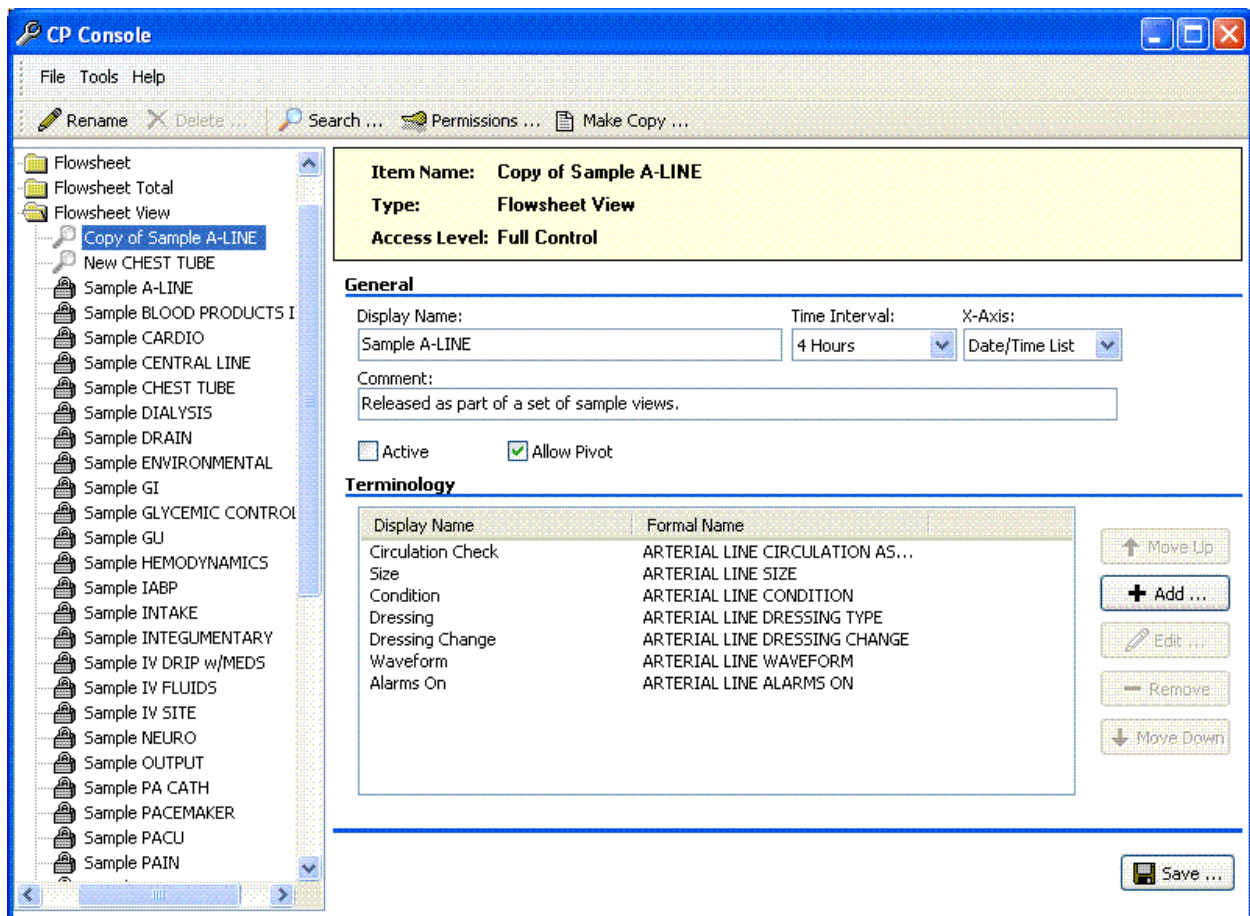 CP Console
File Tools Help
Rename Delete ... Search ... Permissions ... Make Copy ...
Flowsheet
Flowsheet Total
Flowsheet View
Copy of Sample A-LINE
New CHEST TUBE
Sample A-LINE
Sample BLOOD PRODUCTS I
Sample CARDIO
Sample CENTRAL LINE
Sample CHEST TUBE
Sample DIALYSIS
Sample DRAIN
Sample ENVIRONMENTAL
Sample GI
Sample GLYCEMIC CONTROL
Sample GU
Sample HEMODYNAMICS
Sample IABP
Sample INTAKE
Sample INTEGUMENTARY
Sample IV DRIP w/MEDS
Sample IV FLUIDS
Sample IV SITE
Sample NEURO
Sample OUTPUT
Sample PA CATH
Sample PACEMAKER
Sample PACU
Sample PAIN
Item Name: Copy of Sample A-LINE
Type: Flowsheet View
Access Level: Full Control
General
Display Name: Time Interval: X-Axis:
Sample A-LINE 4 Hours Date/Time List
Comment:
Released as part of a set of sample views.
Active Allow Pivot
Terminology
Display Name Formal Name
Circulation Check ARTERIAL LINE CIRCULATION AS...
Size ARTERIAL LINE SIZE
Condition ARTERIAL LINE CONDITION
Dressing ARTERIAL LINE DRESSING TYPE
Dressing Change ARTERIAL LINE DRESSING CHANGE
Waveform ARTERIAL LINE WAVEFORM
Alarms On ARTERIAL LINE ALARMS ON
Move Up
Add ...
Edit ...
Remove
Move Down
Save ...